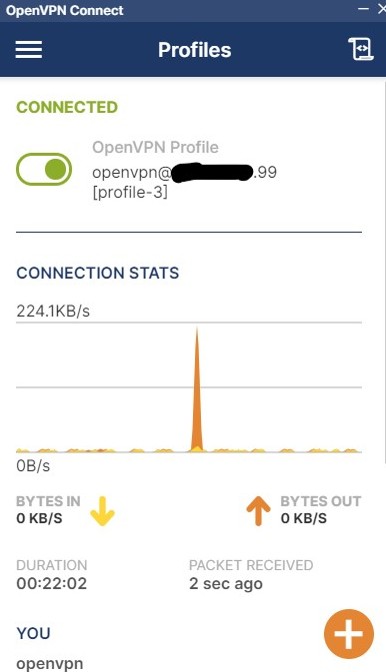 OpenVPN Connect
Profiles
CONNECTED
OpenVPN Profile
openvpn@ .99
[profile-3]
CONNECTION STATS
224.1KB/s
0B/s
BYTES IN
0 KB/S
BYTES OUT
0 KB/S
DURATION
00:22:02
PACKET RECEIVED
2 sec ago
YOU
openvpn